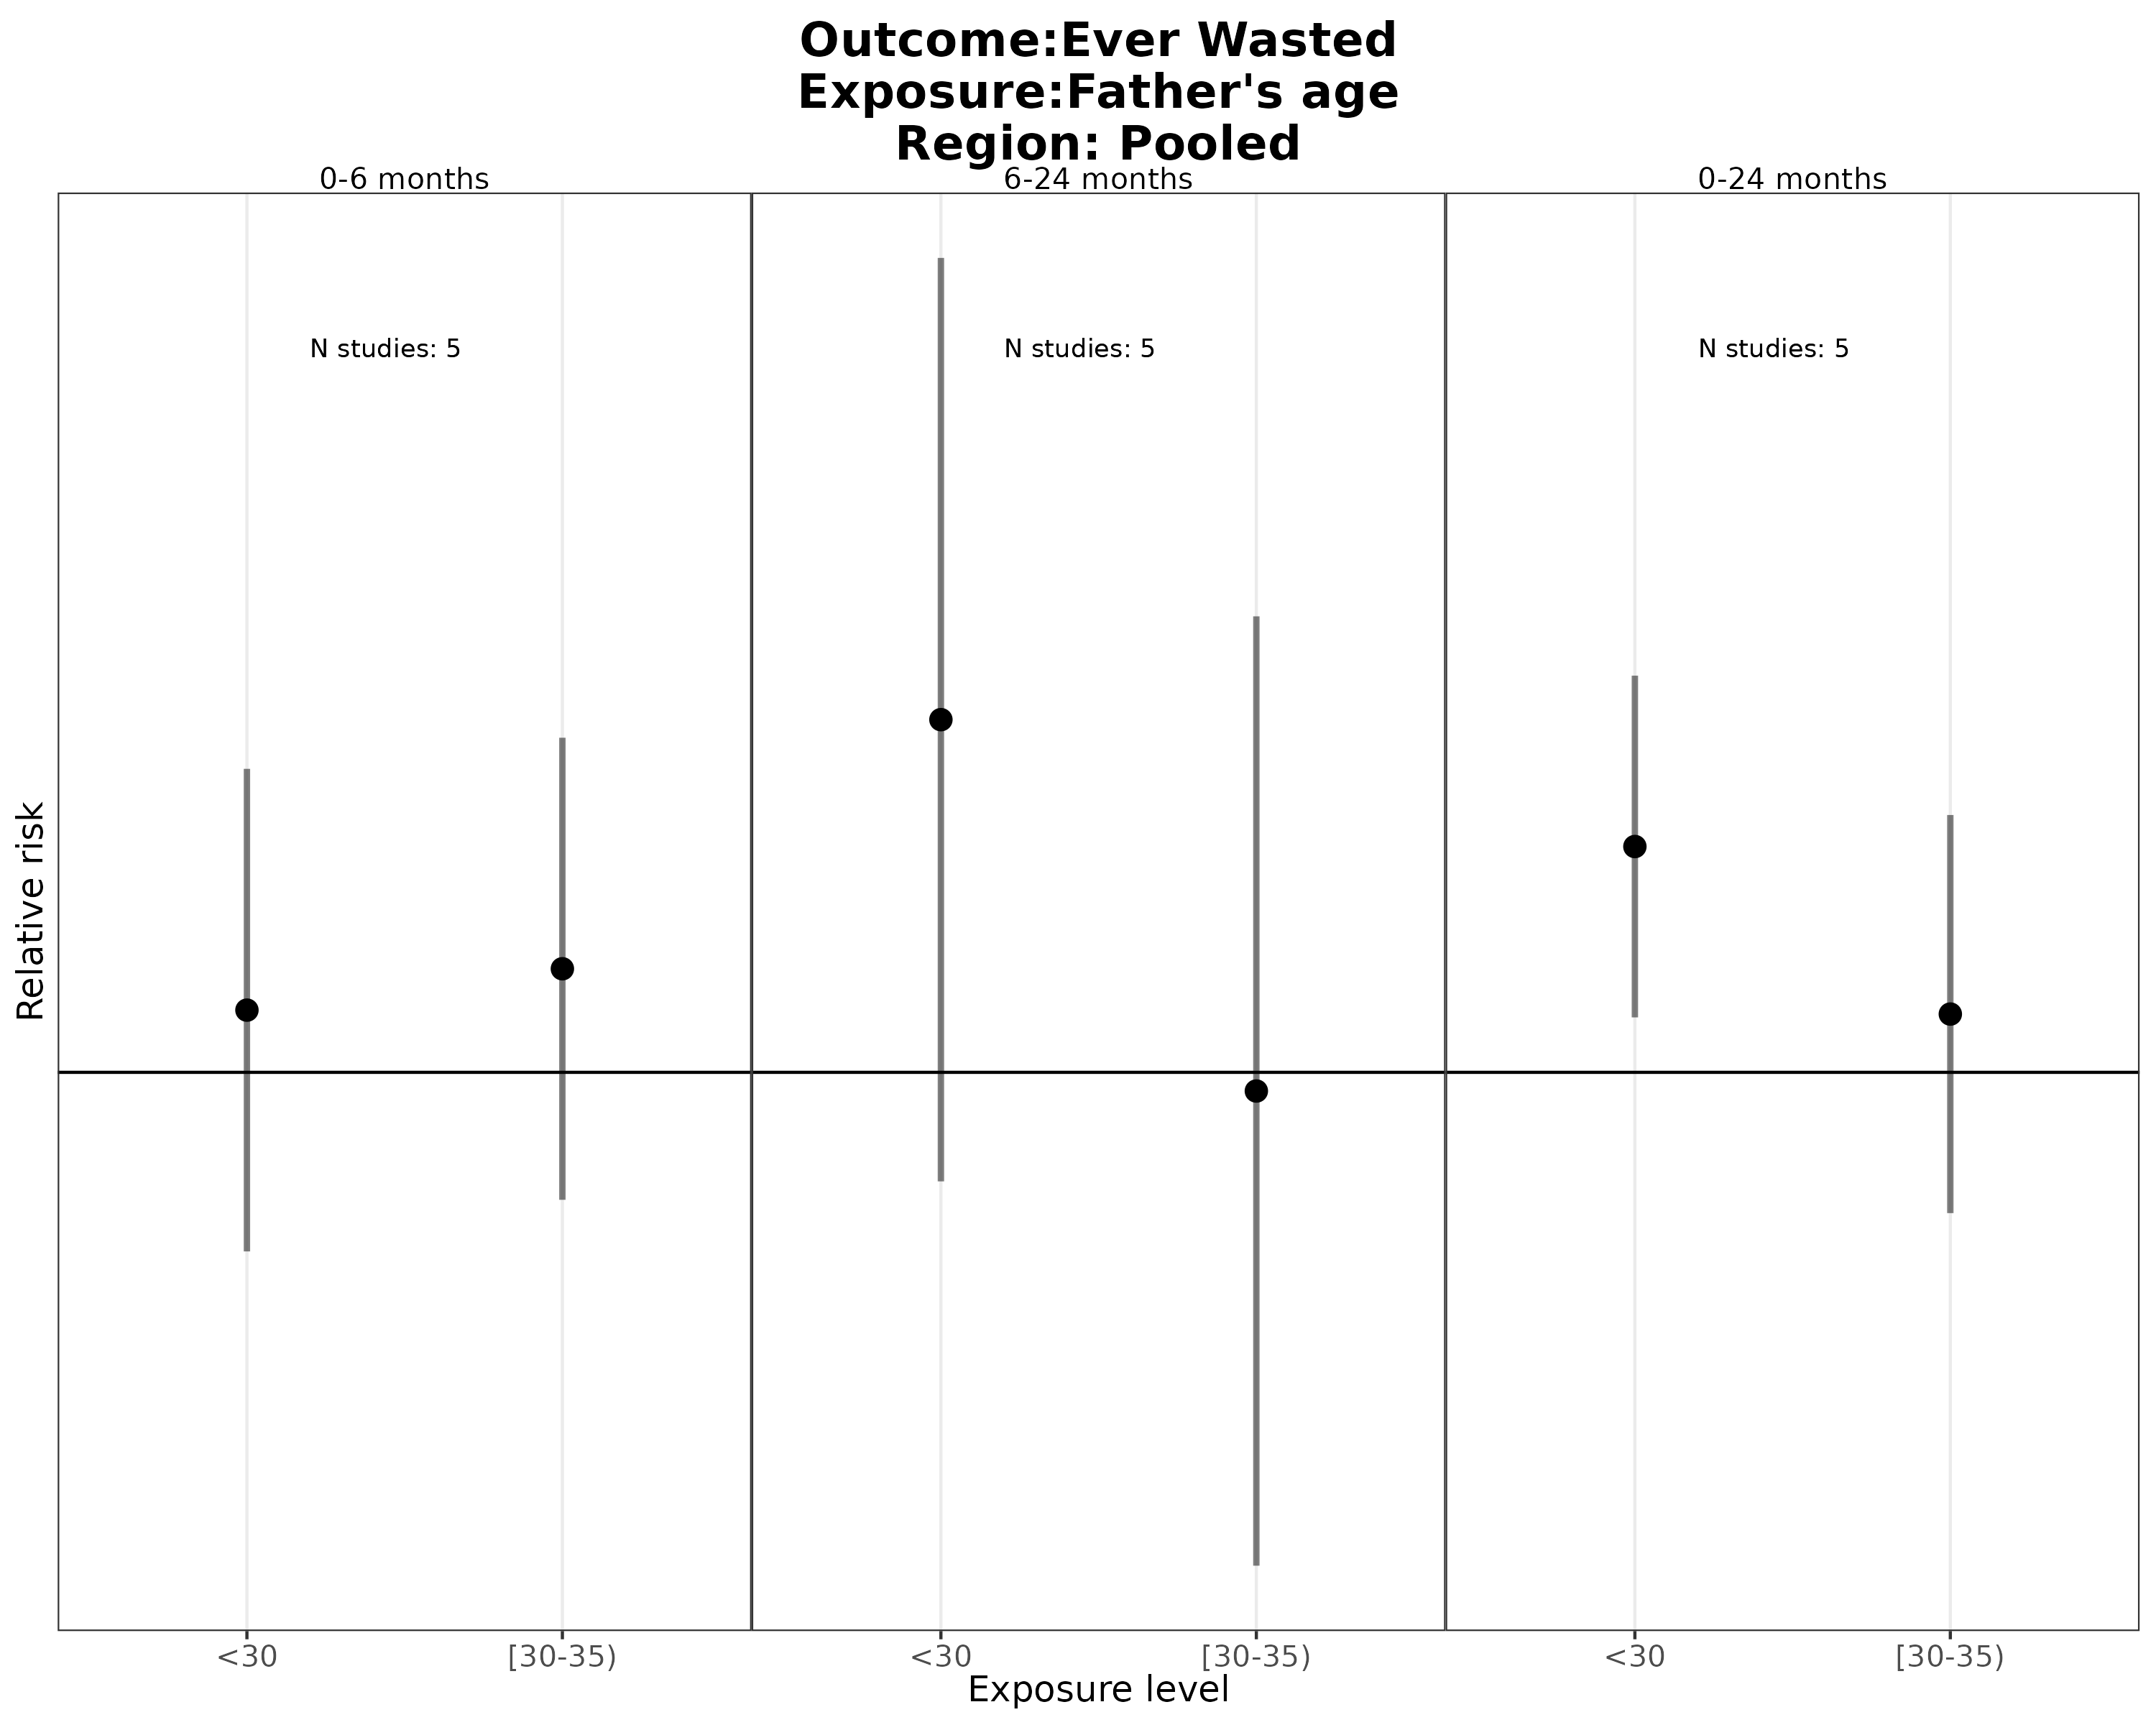 Outcome:Ever Wasted
Exposure:Father's age
Region: Pooled
0-6 months
6-24 months
0-24 months
N studies: 5
N studies: 5
N studies: 5
Relative risk
<30
[30-35)
<30
[30-35)
<30
[30-35)
Exposure level